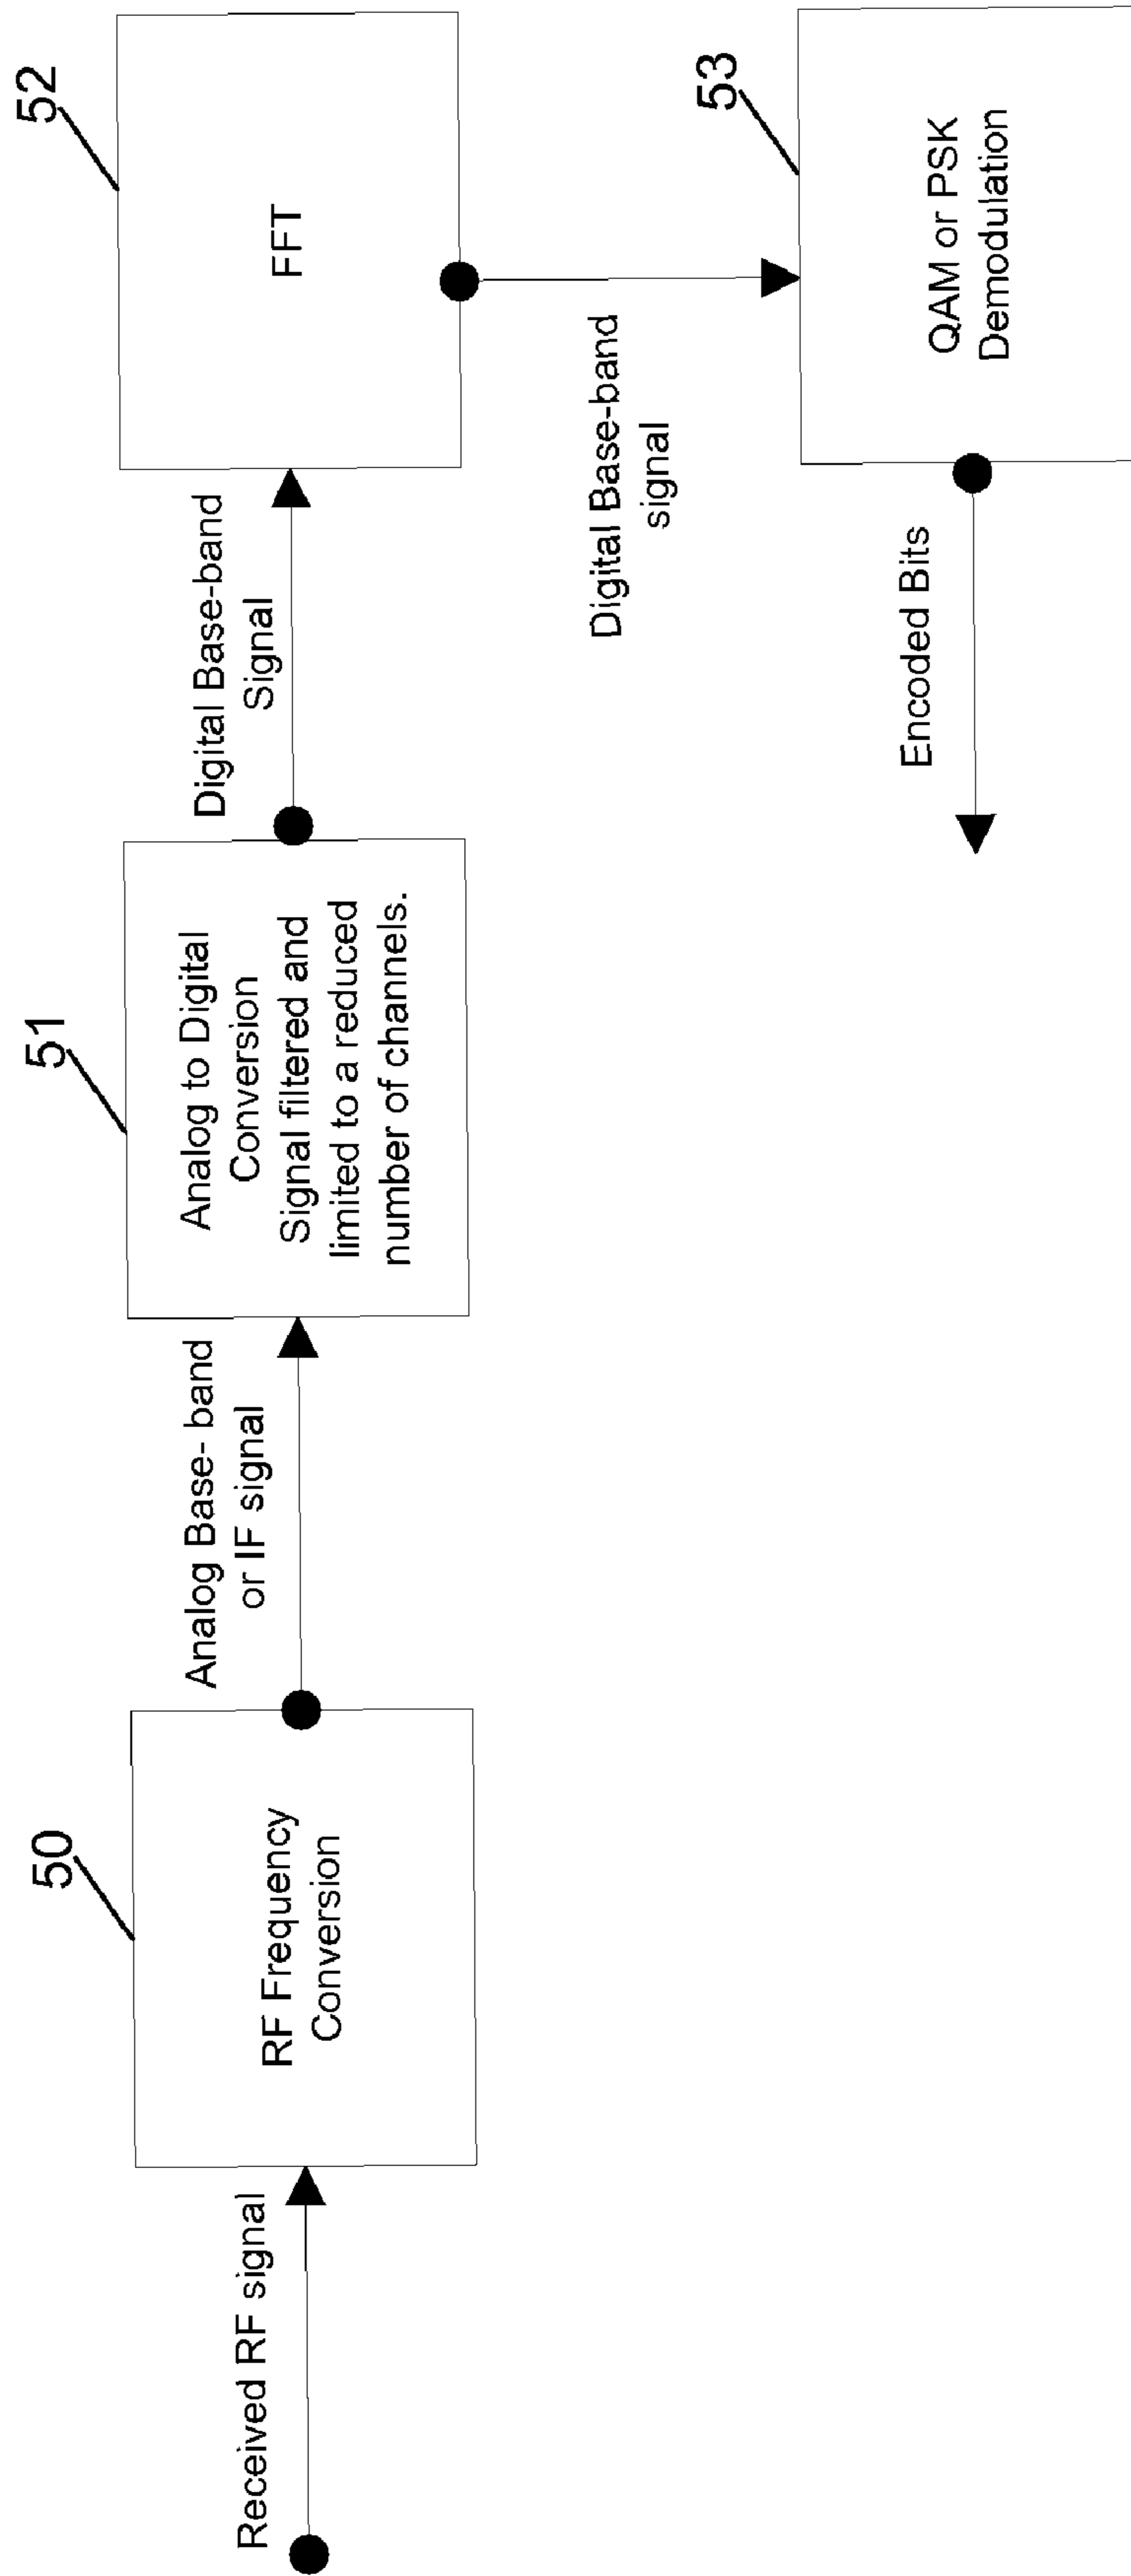 Received RF signal
50
RF Frequency
Conversion
Analog Base- band
or IF signal
51
Analog to Digital
Conversion
Signal filtered and
limited to a reduced
number of channels.
Digital Base-band
Signal
52
FFT
Digital Base-band
signal
53
QAM or PSK
Demodulation
Encoded Bits